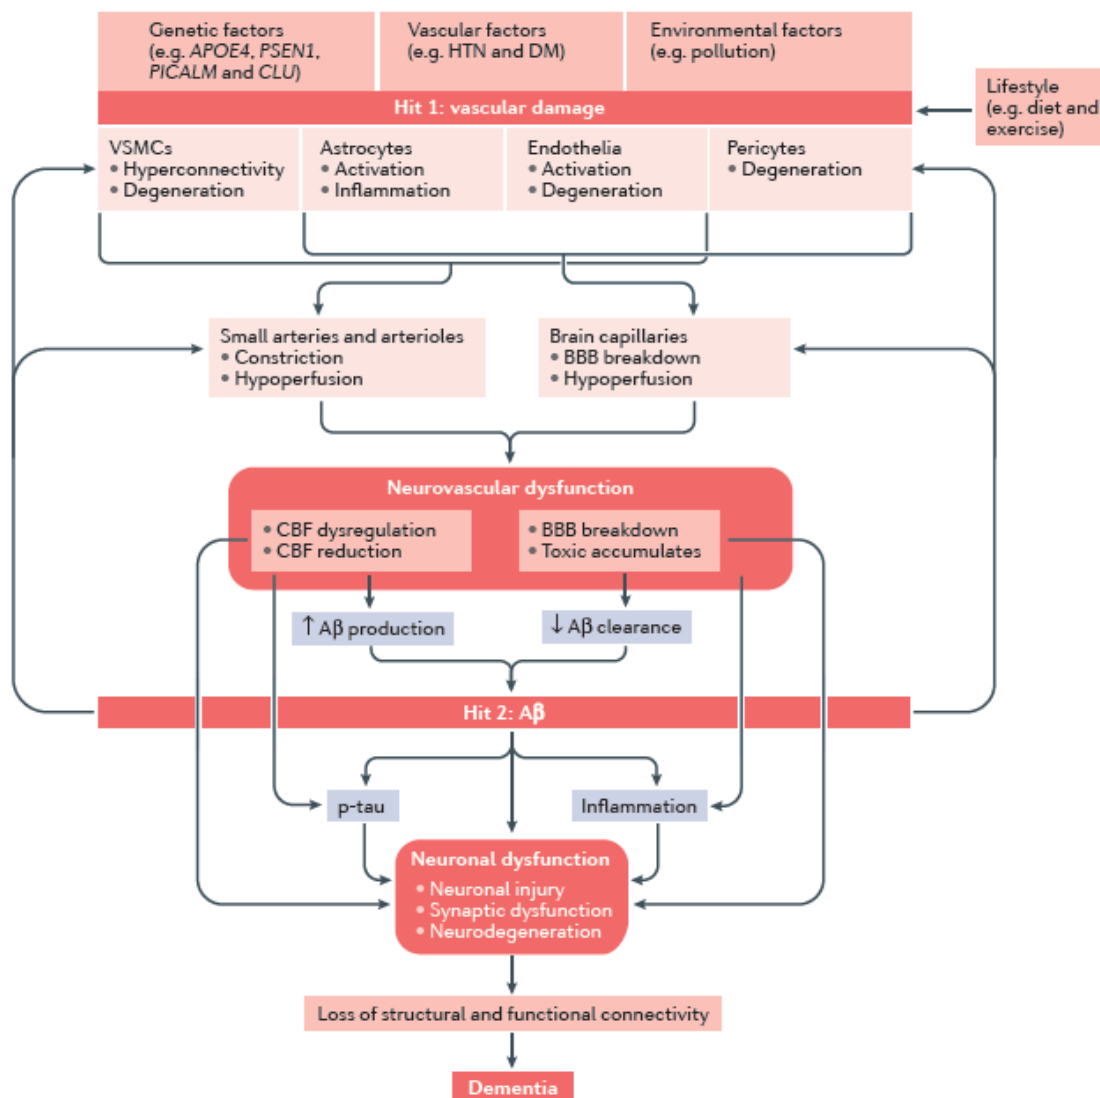 Genetic factors
(e.g. APOE4, PSEN1,
PICALM and CLU)
Vascular factors
(e.g. HTN and DM)
Environmental factors
(e.g. pollution)
Hit 1: vascular damage
Lifestyle
(e.g. diet and
exercise)
VSMCs
• Hyperconnectivity
• Degeneration
Astrocytes
• Activation
• Inflammation
Endothelia
• Activation
• Degeneration
Pericytes
• Degeneration
Small arteries and arterioles
• Constriction
• Hypoperfusion
Brain capillaries
• BBB breakdown
• Hypoperfusion
Neurovascular dysfunction
• CBF dysregulation
• CBF reduction
• BBB breakdown
• Toxic accumulates
↑ Aβ production
↓ Aβ clearance
Hit 2: Aβ
p-tau
Inflammation
Neuronal dysfunction
• Neuronal injury
• Synaptic dysfunction
• Neurodegeneration
Loss of structural and functional connectivity
Dementia